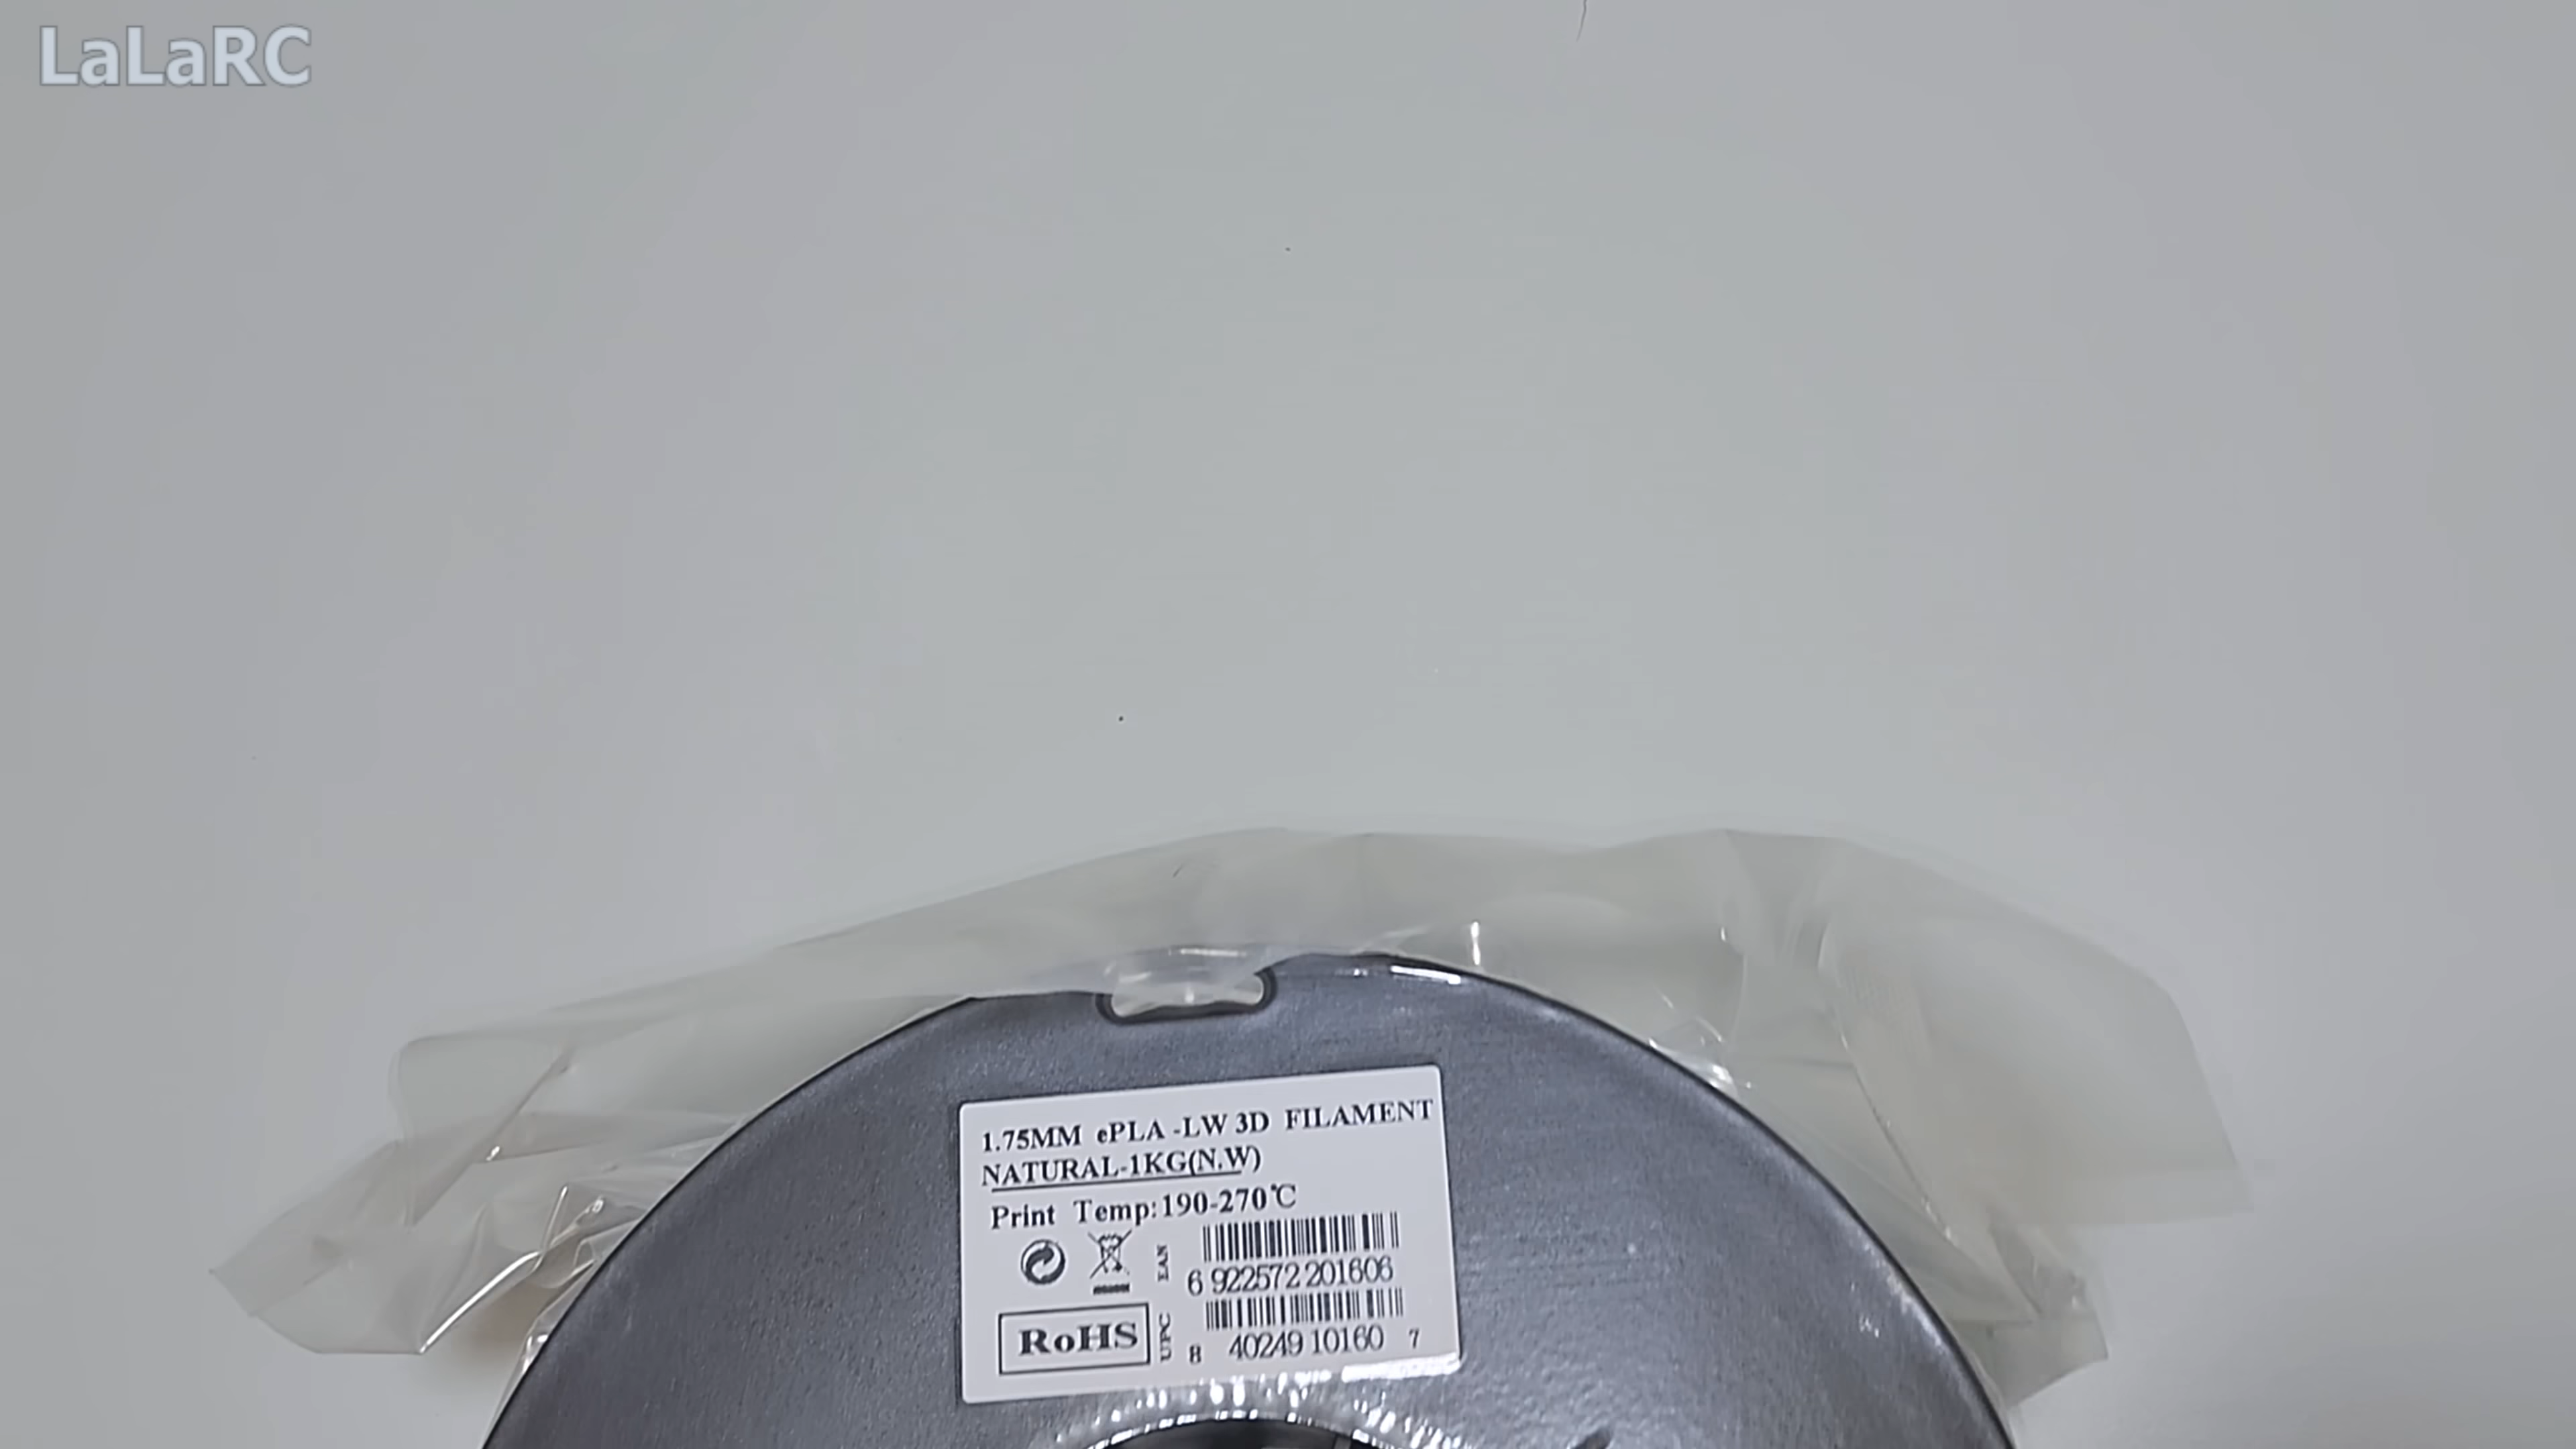 LaLaRC
1.75MM ePLA -LW 3D FILAMENT
NATURAL-1KG(N.W)
Print Temp:190-270℃
EAN
6 922572 201606
RoHS
UPC
8 40249 10160 7